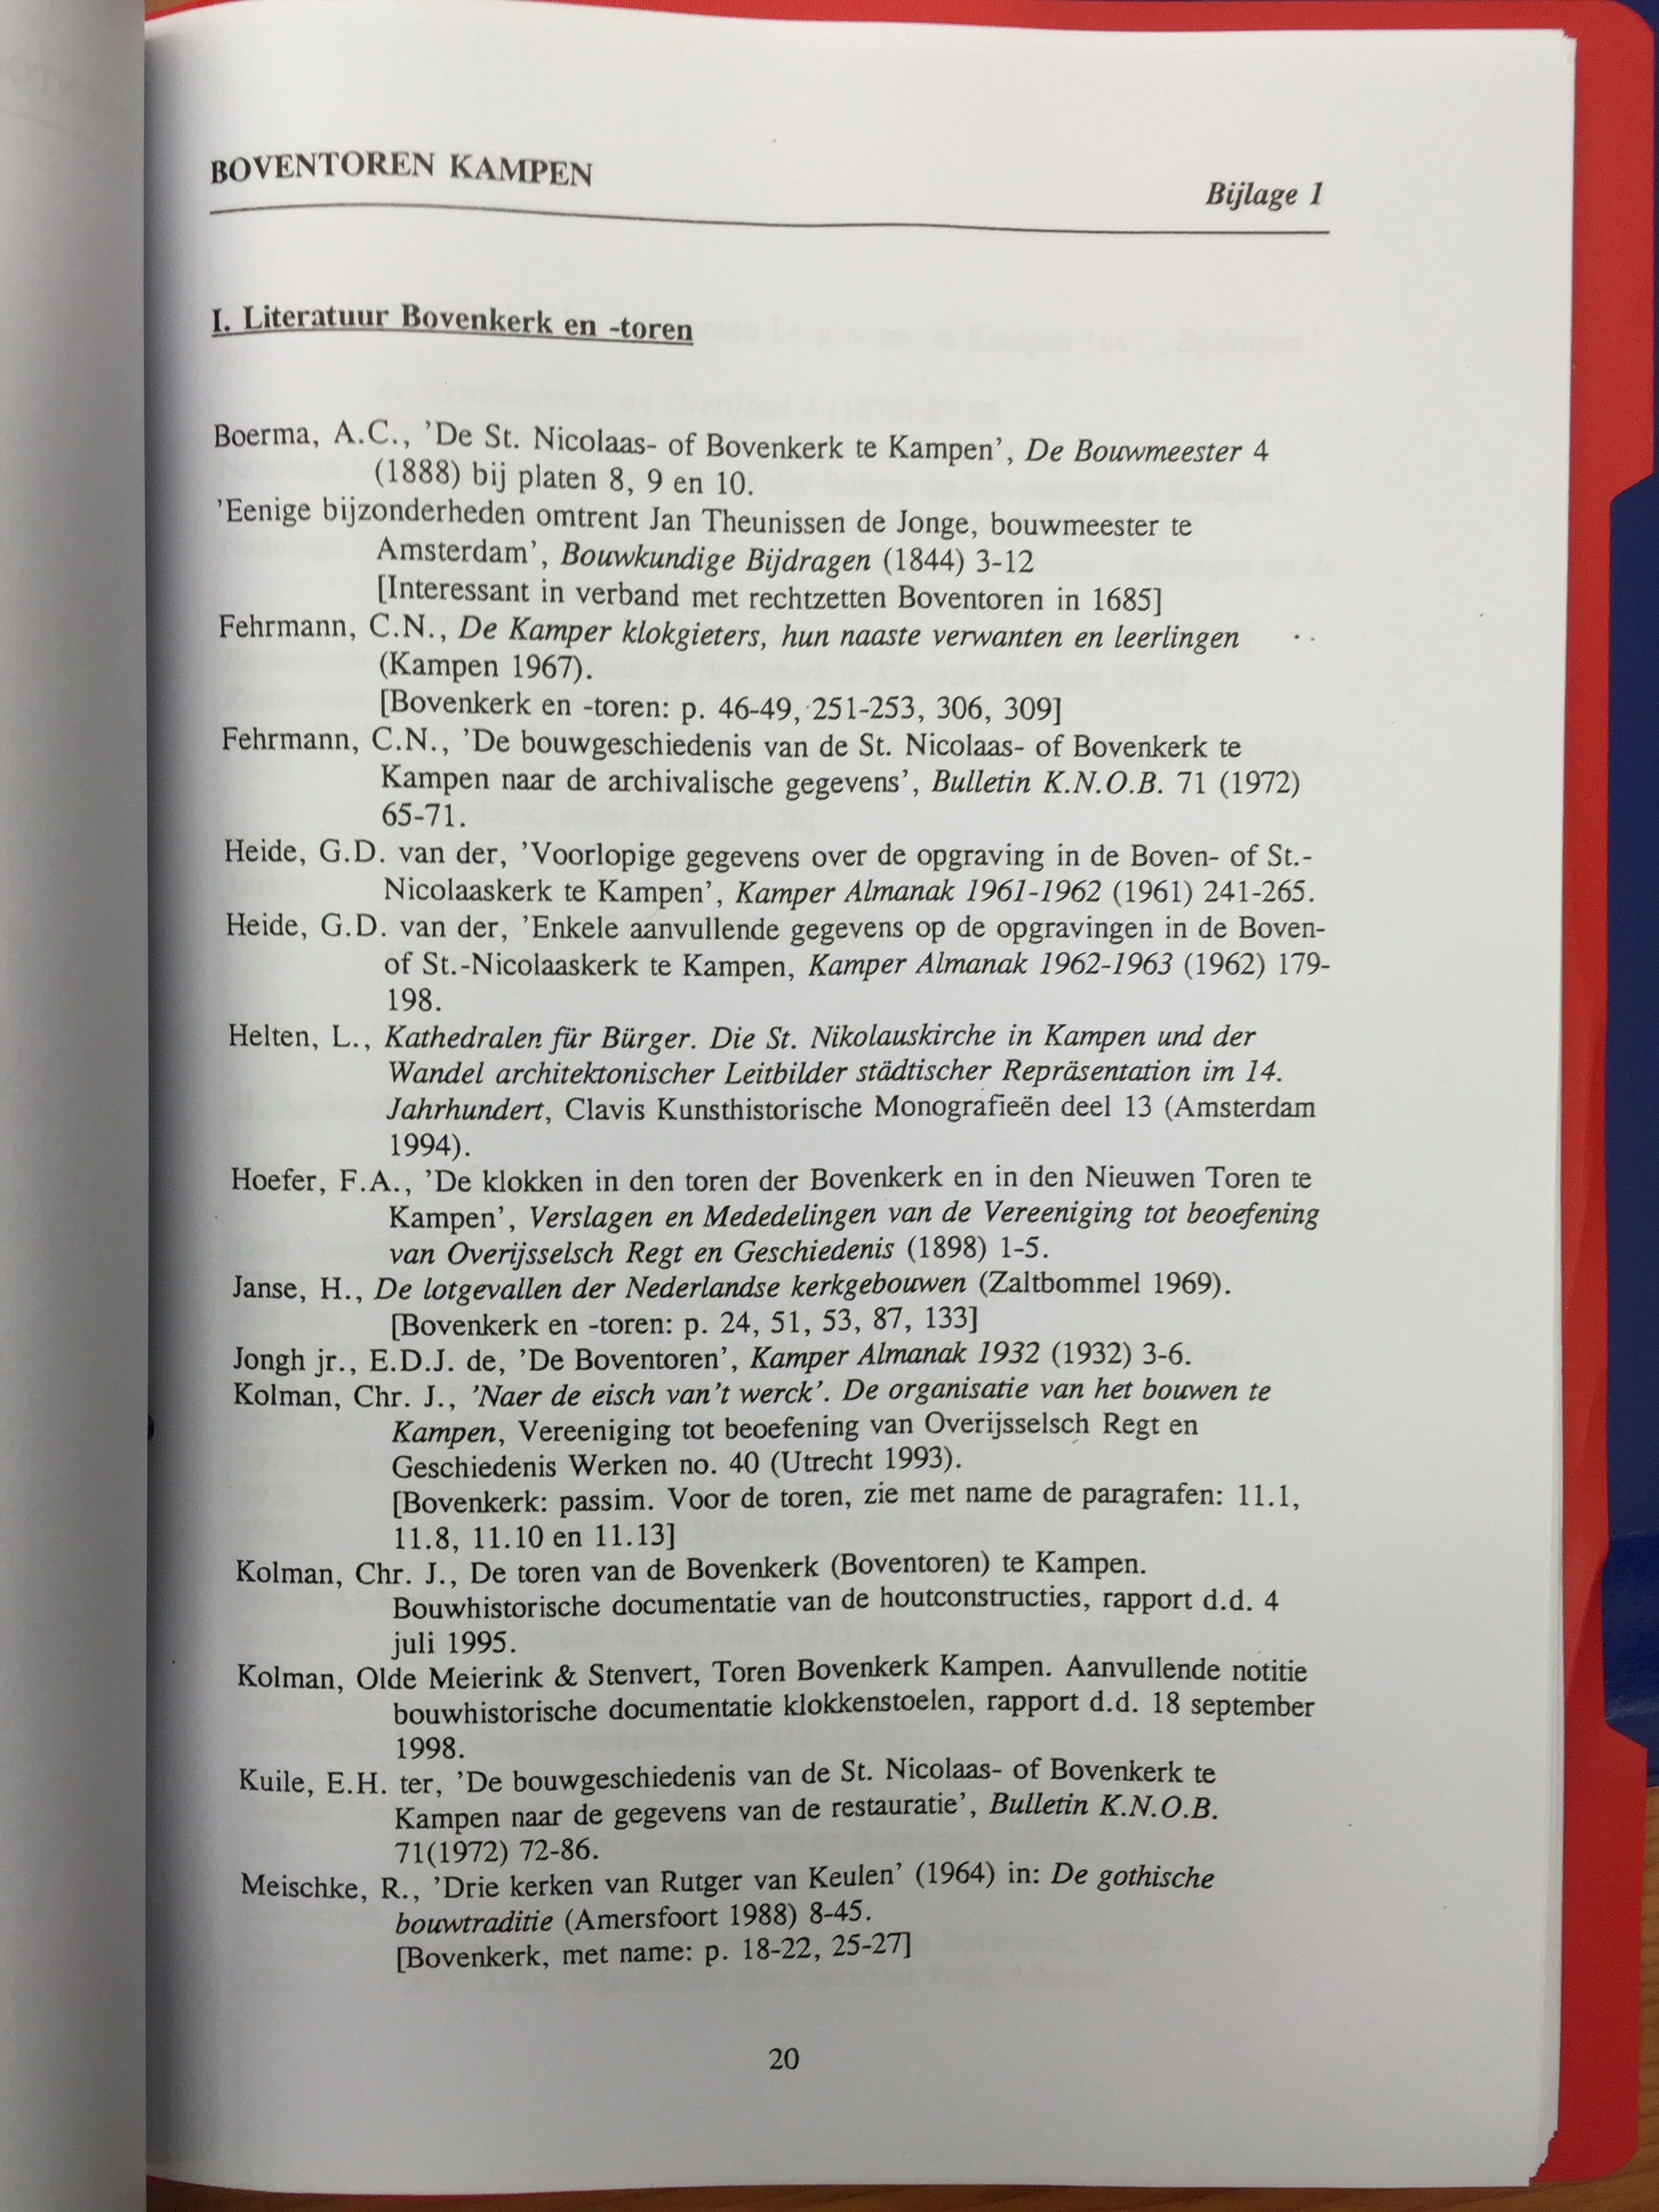 BOVENTOREN KAMPEN
Bijlage 1
I. Literatuur Bovenkerk en -toren
Boerma, A.C., 'De St. Nicolaas- of Bovenkerk te Kampen', De Bouwmeester 4
(1888) bij platen 8, 9 en 10.
'Eenige bijzonderheden omtrent Jan Theunissen de Jonge, bouwmeester te
Amsterdam', Bouwkundige Bijdragen (1844) 3-12
[Interessant in verband met rechtzetten Boventoren in 1685]
Fehrmann, C.N., De Kamper klokgieters, hun naaste verwanten en leerlingen
(Kampen 1967).
[Bovenkerk en -toren: p. 46-49, 251-253, 306, 309]
Fehrmann, C.N., 'De bouwgeschiedenis van de St. Nicolaas- of Bovenkerk te
Kampen naar de archivalische gegevens', Bulletin K.N.O.B. 71 (1972)
65-71.
Heide, G.D. van der, 'Voorlopige gegevens over de opgraving in de Boven- of St.-
Nicolaaskerk te Kampen', Kamper Almanak 1961-1962 (1961) 241-265.
Heide, G.D. van der, 'Enkele aanvullende gegevens op de opgravingen in de Boven-
of St.-Nicolaaskerk te Kampen, Kamper Almanak 1962-1963 (1962) 179-
198.
Helten, L., Kathedralen für Bürger. Die St. Nikolauskirche in Kampen und der
Wandel architektonischer Leitbilder städtischer Repräsentation im 14.
Jahrhundert, Clavis Kunsthistorische Monografieën deel 13 (Amsterdam
1994).
Hoefer, F.A., 'De klokken in den toren der Bovenkerk en in den Nieuwen Toren te
Kampen', Verslagen en Mededelingen van de Vereeniging tot beoefening
van Overijsselsch Regt en Geschiedenis (1898) 1-5.
Janse, H., De lotgevallen der Nederlandse kerkgebouwen (Zaltbommel 1969).
[Bovenkerk en -toren: p. 24, 51, 53, 87, 133]
Jongh jr., E.D.J. de, 'De Boventoren', Kamper Almanak 1932 (1932) 3-6.
Kolman, Chr. J., 'Naer de eisch van't werck'. De organisatie van het bouwen te
Kampen, Vereeniging tot beoefening van Overijsselsch Regt en
Geschiedenis Werken no. 40 (Utrecht 1993).
[Bovenkerk: passim. Voor de toren, zie met name de paragrafen: 11.1,
11.8, 11.10 en 11.13]
Kolman, Chr. J., De toren van de Bovenkerk (Boventoren) te Kampen.
Bouwhistorische documentatie van de houtconstructies, rapport d.d. 4
juli 1995.
Kolman, Olde Meierink & Stenvert, Toren Bovenkerk Kampen. Aanvullende notitie
bouwhistorische documentatie klokkenstoelen, rapport d.d. 18 september
1998.
Kuile, E.H. ter, 'De bouwgeschiedenis van de St. Nicolaas- of Bovenkerk te
Kampen naar de gegevens van de restauratie', Bulletin K.N.O.B.
71(1972) 72-86.
Meischke, R., 'Drie kerken van Rutger van Keulen' (1964) in: De gothische
bouwtraditie (Amersfoort 1988) 8-45.
[Bovenkerk, met name: p. 18-22, 25-27]
20